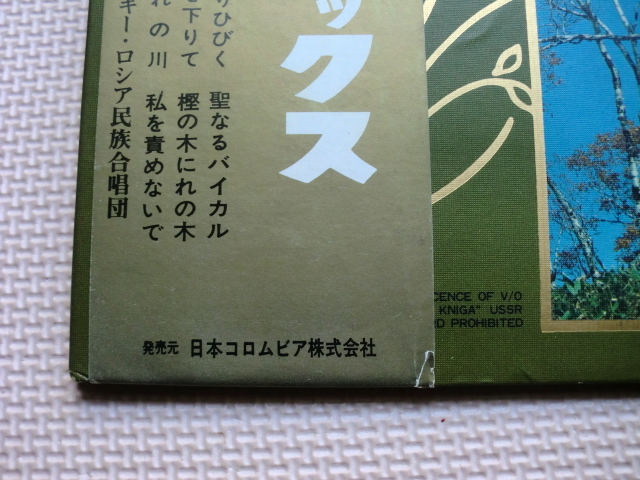 ックス
りひびく 聖なるバイカル
下りて 樫の木にれの木
れの川 私を責めないで
キー・ロシア民族合唱団
発売元 日本コロムビア株式会社
CENCE OF V/O
KNIGA" USSR
D PROHIBITED